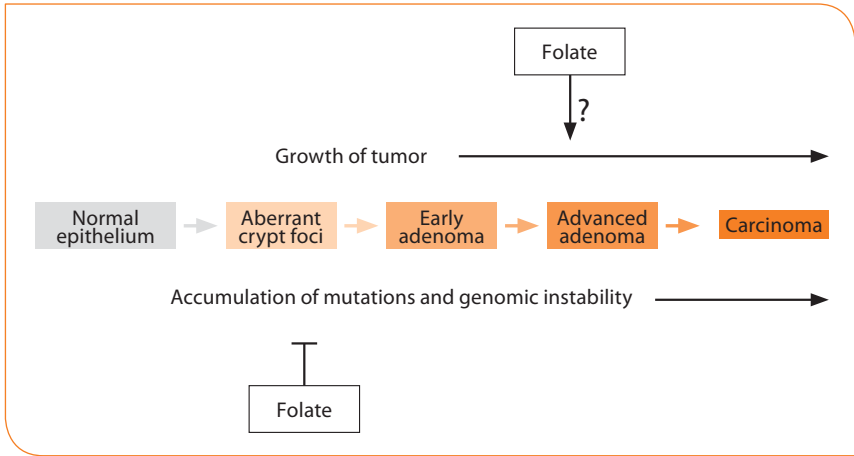 Folate
?
Growth of tumor
Normal
epithelium
Aberrant
crypt foci
Early
adenoma
Advanced
adenoma
Carcinoma
Accumulation of mutations and genomic instability
Folate